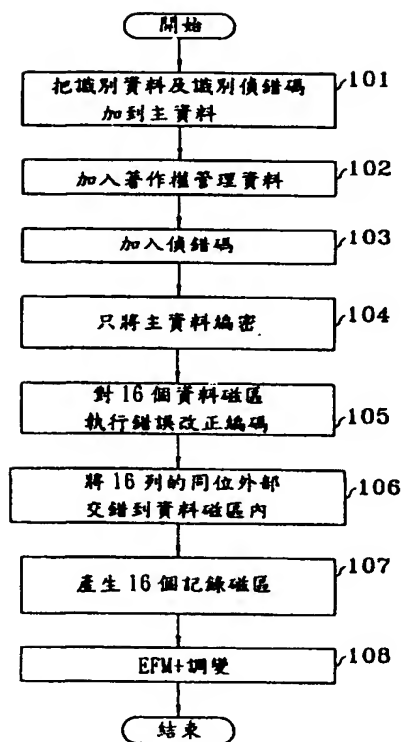 開始
把識別資料及識別偵錯碼
加到主資料
101
加入著作權管理資料
102
加入偵錯碼
103
只將主資料編密
104
對16個資料磁區
執行錯誤改正編碼
105
將16列的同位外部
交錯到資料磁區內
106
產生16個記錄磁區
107
EFM+調變
108
結束